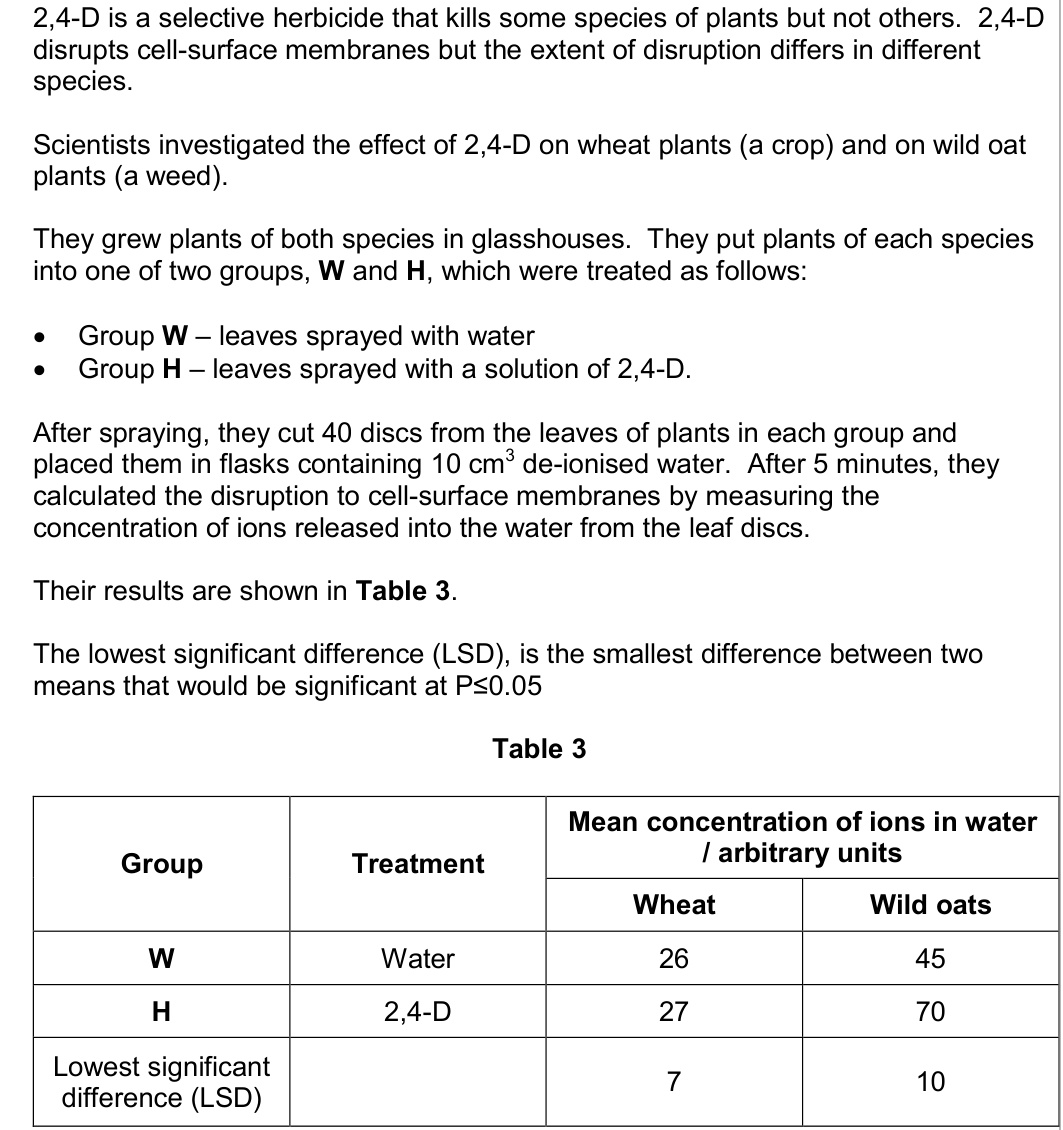 2,4-D is a selective herbicide that kills some species of plants but not others.  2,4-D
disrupts cell-surface membranes but the extent of disruption differs in different
species.
Scientists investigated the effect of 2,4-D on wheat plants (a crop) and on wild oat
plants (a weed).
They grew plants of both species in glasshouses.  They put plants of each species
into one of two groups, W and H, which were treated as follows:
• Group W – leaves sprayed with water
• Group H – leaves sprayed with a solution of 2,4-D.
After spraying, they cut 40 discs from the leaves of plants in each group and
placed them in flasks containing 10 cm³ de-ionised water.  After 5 minutes, they
calculated the disruption to cell-surface membranes by measuring the
concentration of ions released into the water from the leaf discs.
Their results are shown in Table 3.
The lowest significant difference (LSD), is the smallest difference between two
means that would be significant at P≤0.05
Table 3
Group Treatment Mean concentration of ions in water
/ arbitrary units
Wheat Wild oats
W Water 26 45
H 2,4-D 27 70
Lowest significant
difference (LSD) 7 10